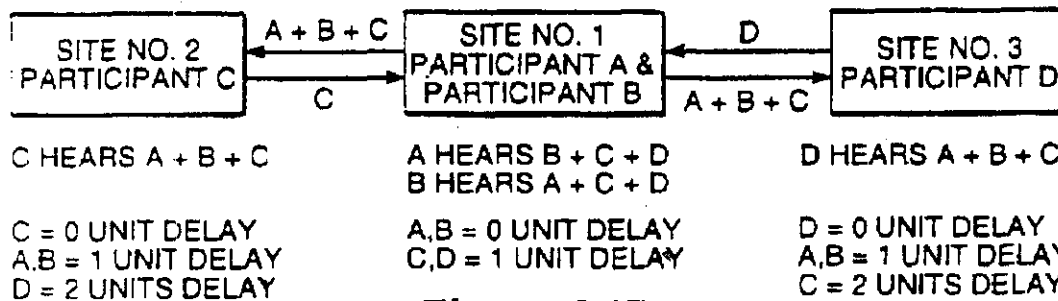 A + B + C
SITE NO. 2
PARTICIPANT C
C
SITE NO. 1
PARTICIPANT A &
PARTICIPANT B
D
A + B + C
SITE NO. 3
PARTICIPANT D
C HEARS A + B + C
C = 0 UNIT DELAY
A.B = 1 UNIT DELAY
D = 2 UNITS DELAY
A HEARS B + C + D
B HEARS A + C + D
A,B = 0 UNIT DELAY
C,D = 1 UNIT DELAY
D HEARS A + B + C
D = 0 UNIT DELAY
A,B = 1 UNIT DELAY
C = 2 UNITS DELAY